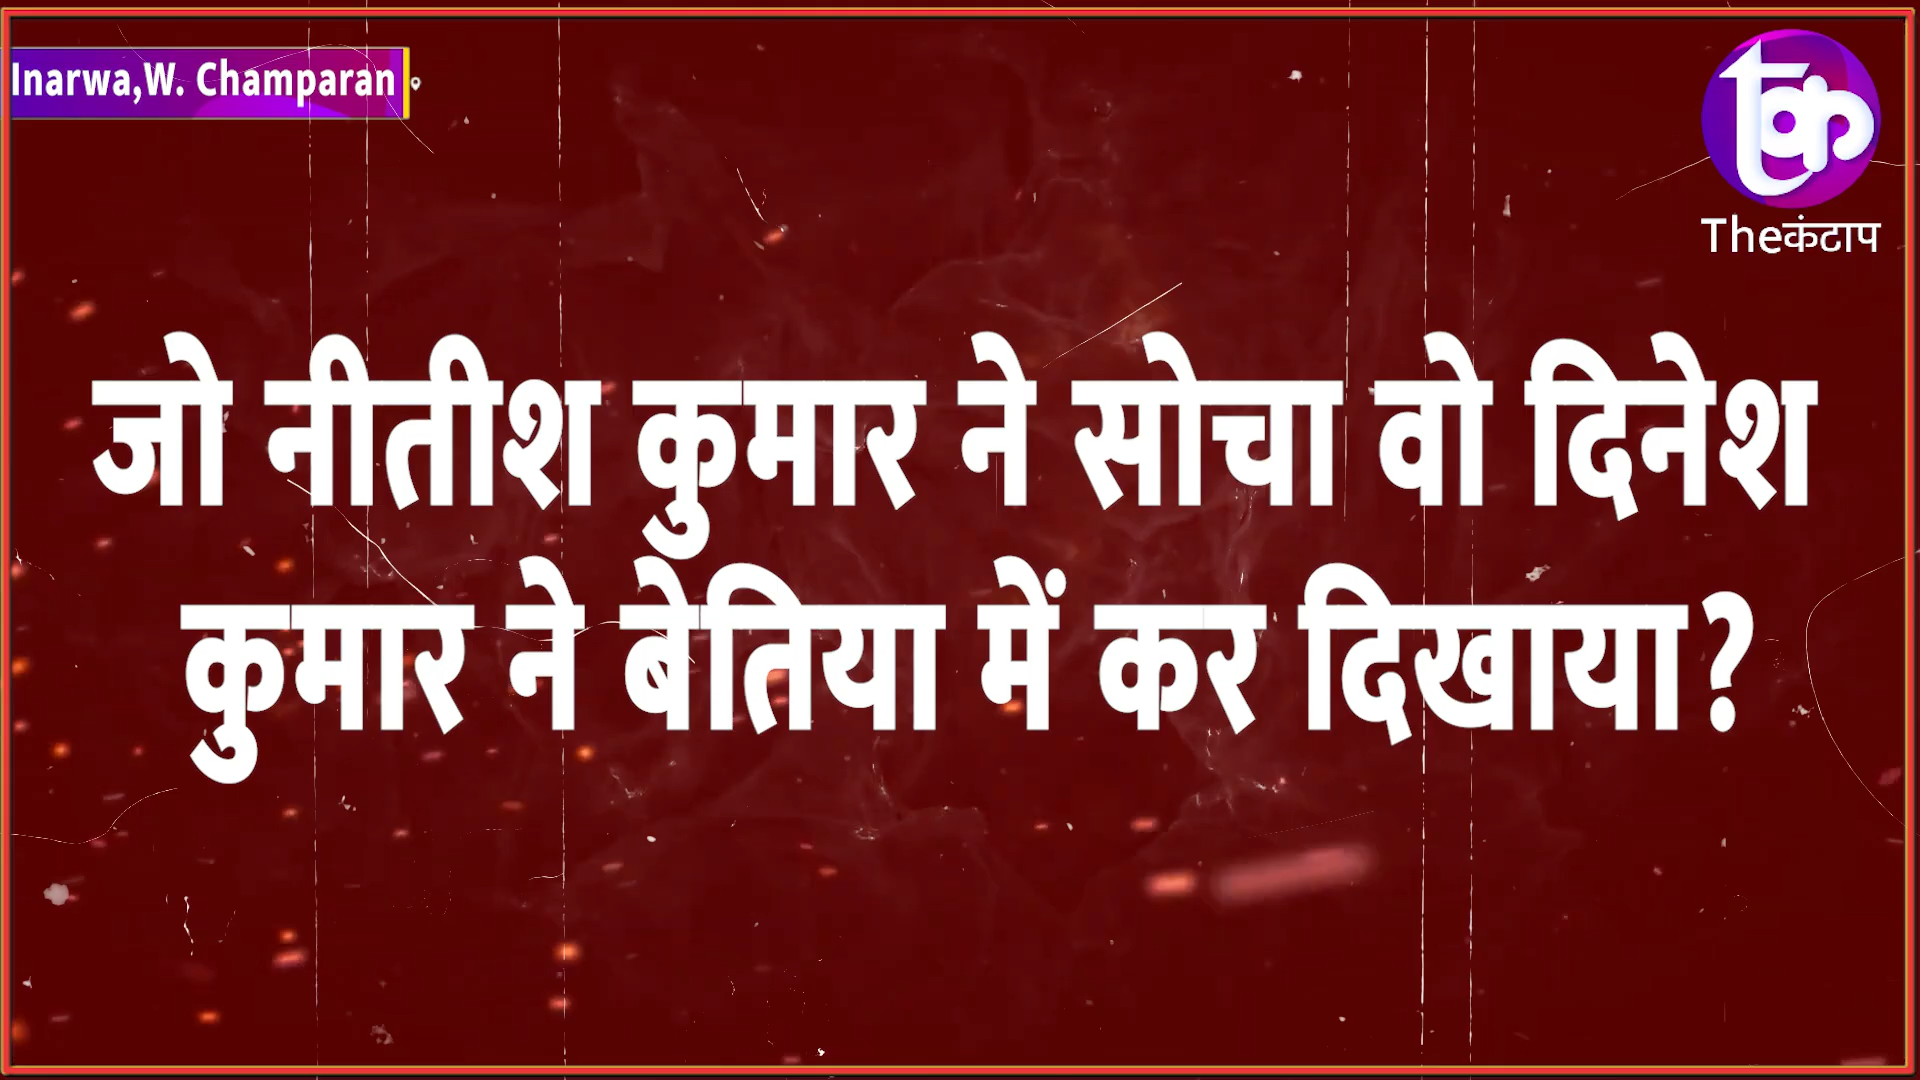 Inarwa,W. Champaran
Theकंटाप
जो नीतीश कुमार ने सोचा वो दिनेश
कुमार ने बेतिया में कर दिखाया?